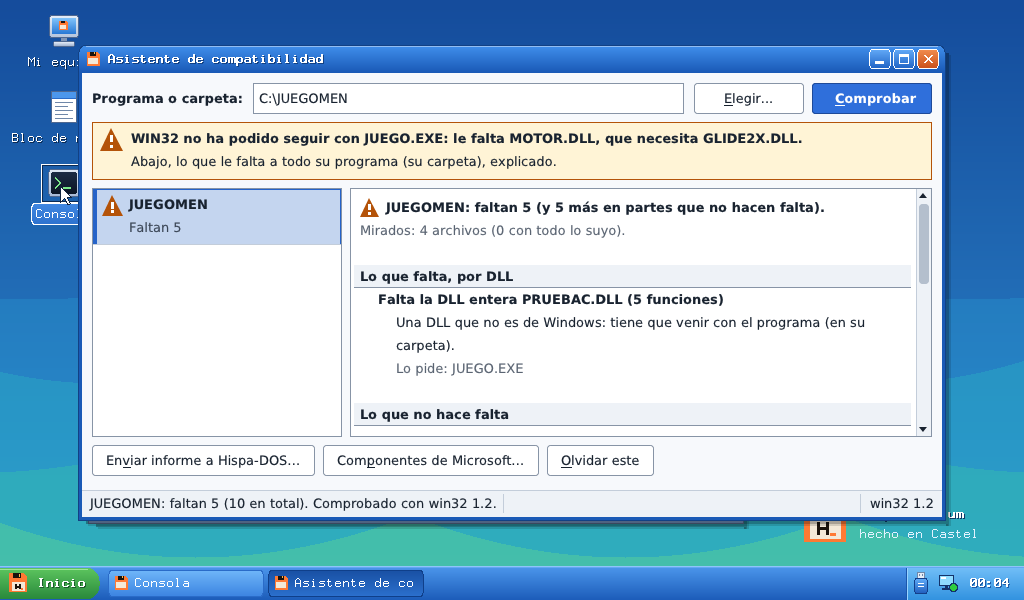 Mi equi
Asistente de compatibilidad
Programa o carpeta:
C:\JUEGOMEN
Elegir...
Comprobar
Bloc de n
WIN32 no ha podido seguir con JUEGO.EXE: le falta MOTOR.DLL, que necesita GLIDE2X.DLL.
Abajo, lo que le falta a todo su programa (su carpeta), explicado.
Consol
JUEGOMEN
Faltan 5
JUEGOMEN: faltan 5 (y 5 más en partes que no hacen falta).
Mirados: 4 archivos (0 con todo lo suyo).
Lo que falta, por DLL
Falta la DLL entera PRUEBAC.DLL (5 funciones)
Una DLL que no es de Windows: tiene que venir con el programa (en su
carpeta).
Lo pide: JUEGO.EXE
Lo que no hace falta
Enviar informe a Hispa-DOS...
Componentes de Microsoft...
Olvidar este
JUEGOMEN: faltan 5 (10 en total). Comprobado con win32 1.2.
win32 1.2
um
hecho en Castel
Inicio
Consola
Asistente de co
00:04